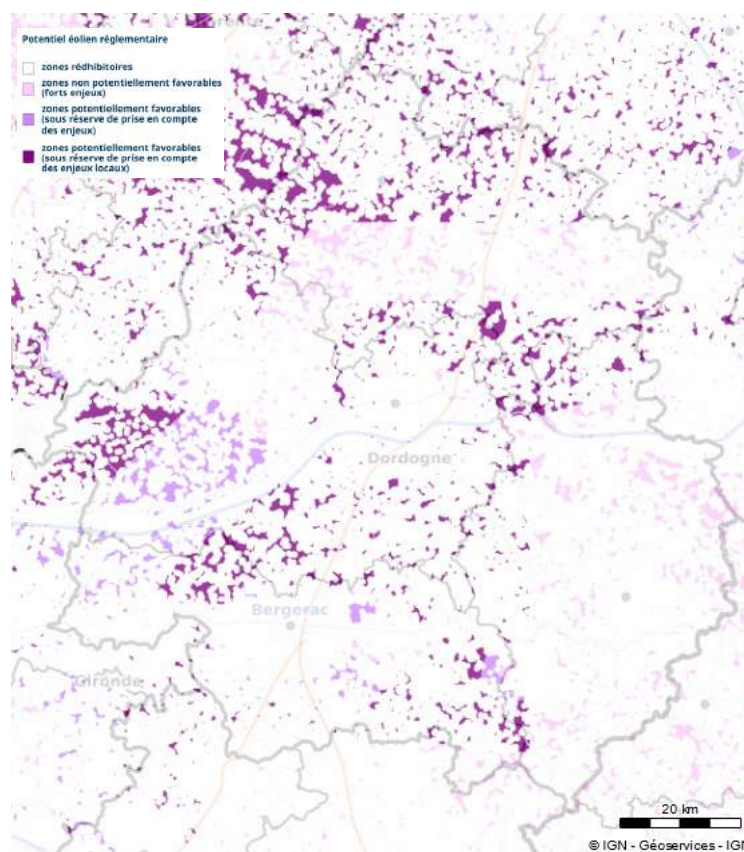 Potentiel éolien réglementaire
zones rédhibitoires
zones non potentiellement favorables
(forts enjeux)
zones potentiellement favorables
(sous réserve de prise en compte
des enjeux)
zones potentiellement favorables
(sous réserve de prise en compte
des enjeux locaux)
Dordogne
Bergerac
Gironde
20 km
© IGN - Géoservices - IGN